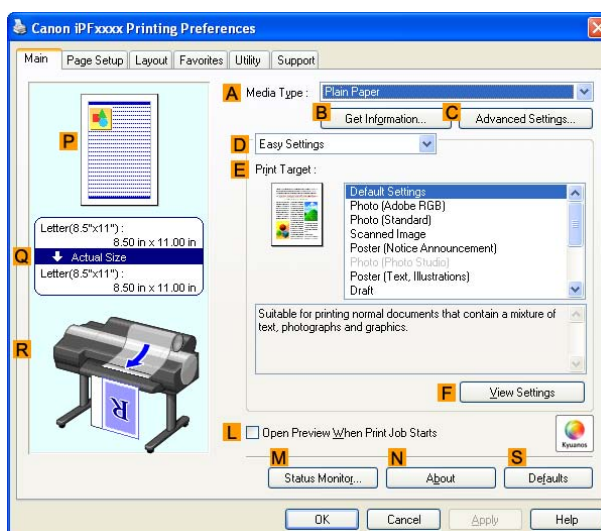 Canon iPFxxxx Printing Preferences
Main Page Setup Layout Favorites Utility Support
A Media Type : Plain Paper
B Get Information... C Advanced Settings...
D Easy Settings
E Print Target :
Default Settings
Photo (Adobe RGB)
Photo (Standard)
Scanned Image
Poster (Notice Announcement)
Photo (Photo Studio)
Poster (Text, Illustrations)
Draft
Suitable for printing normal documents that contain a mixture of
text, photographs and graphics.
F View Settings
P
Letter(8.5"x11") :
8.50 in x 11.00 in
Q Actual Size
Letter(8.5"x11") :
8.50 in x 11.00 in
R
R
L Open Preview When Print Job Starts
Kyuanos
M Status Monitor... N About S Defaults
OK Cancel Apply Help